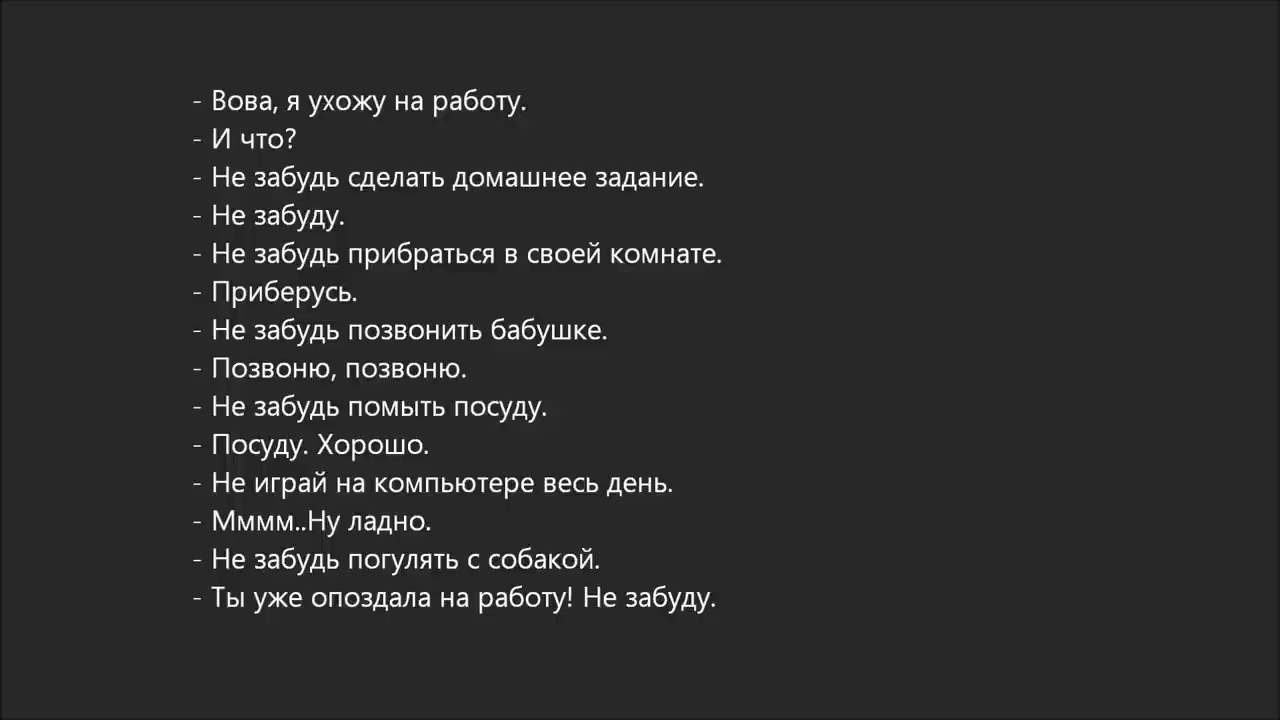 - Вова, я ухожу на работу.
- И что?
- Не забудь сделать домашнее задание.
- Не забуду.
- Не забудь прибраться в своей комнате.
- Приберусь.
- Не забудь позвонить бабушке.
- Позвоню, позвоню.
- Не забудь помыть посуду.
- Посуду. Хорошо.
- Не играй на компьютере весь день.
- Мммм..Ну ладно.
- Не забудь погулять с собакой.
- Ты уже опоздала на работу! Не забуду.